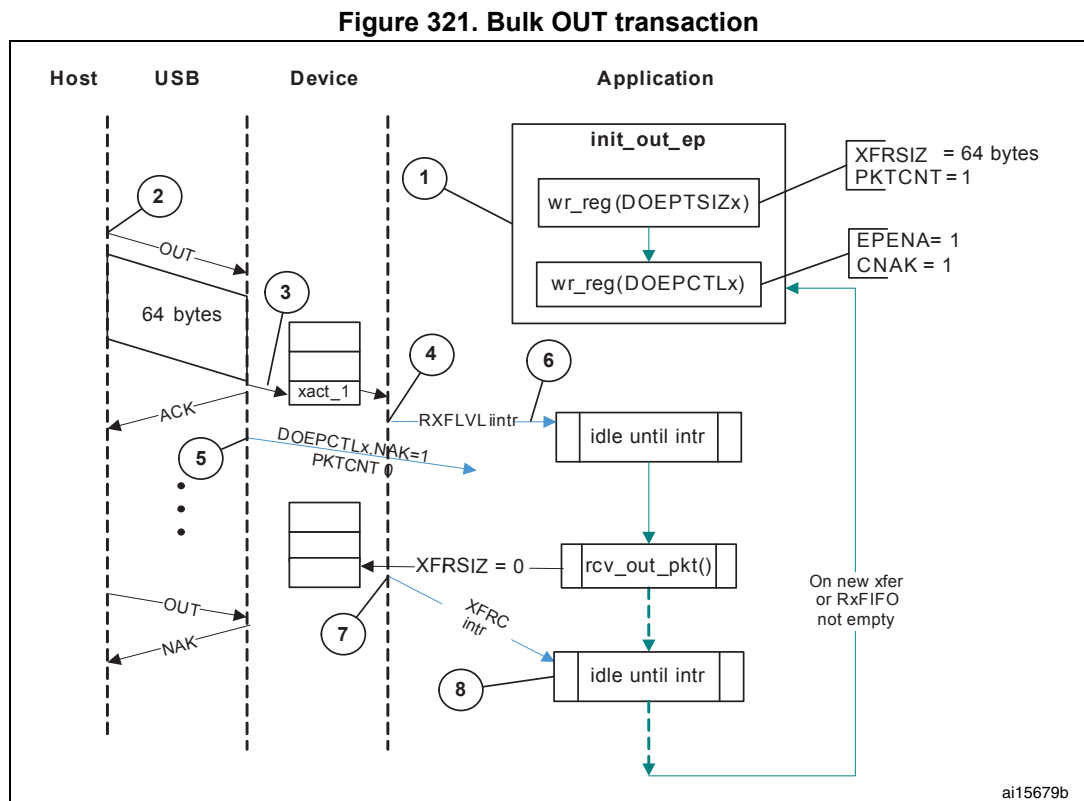 Figure 321. Bulk OUT transaction
Host
USB
Device
Application
init_out_ep
1
wr_reg(DOEPTSIZx)
XFRSIZ = 64 bytes
PKTCNT = 1
wr_reg(DOEPCTLx)
EPENA= 1
CNAK = 1
2
OUT
64 bytes
3
xact_1
4
ACK
RXFLVL iintr
6
idle until intr
5
DOEPCTLx.NAK=1
PKTCNT 0
XFRSIZ = 0
rcv_out_pkt()
On new xfer
or RxFIFO
not empty
OUT
NAK
7
XFRC
intr
8
idle until intr
ai15679b